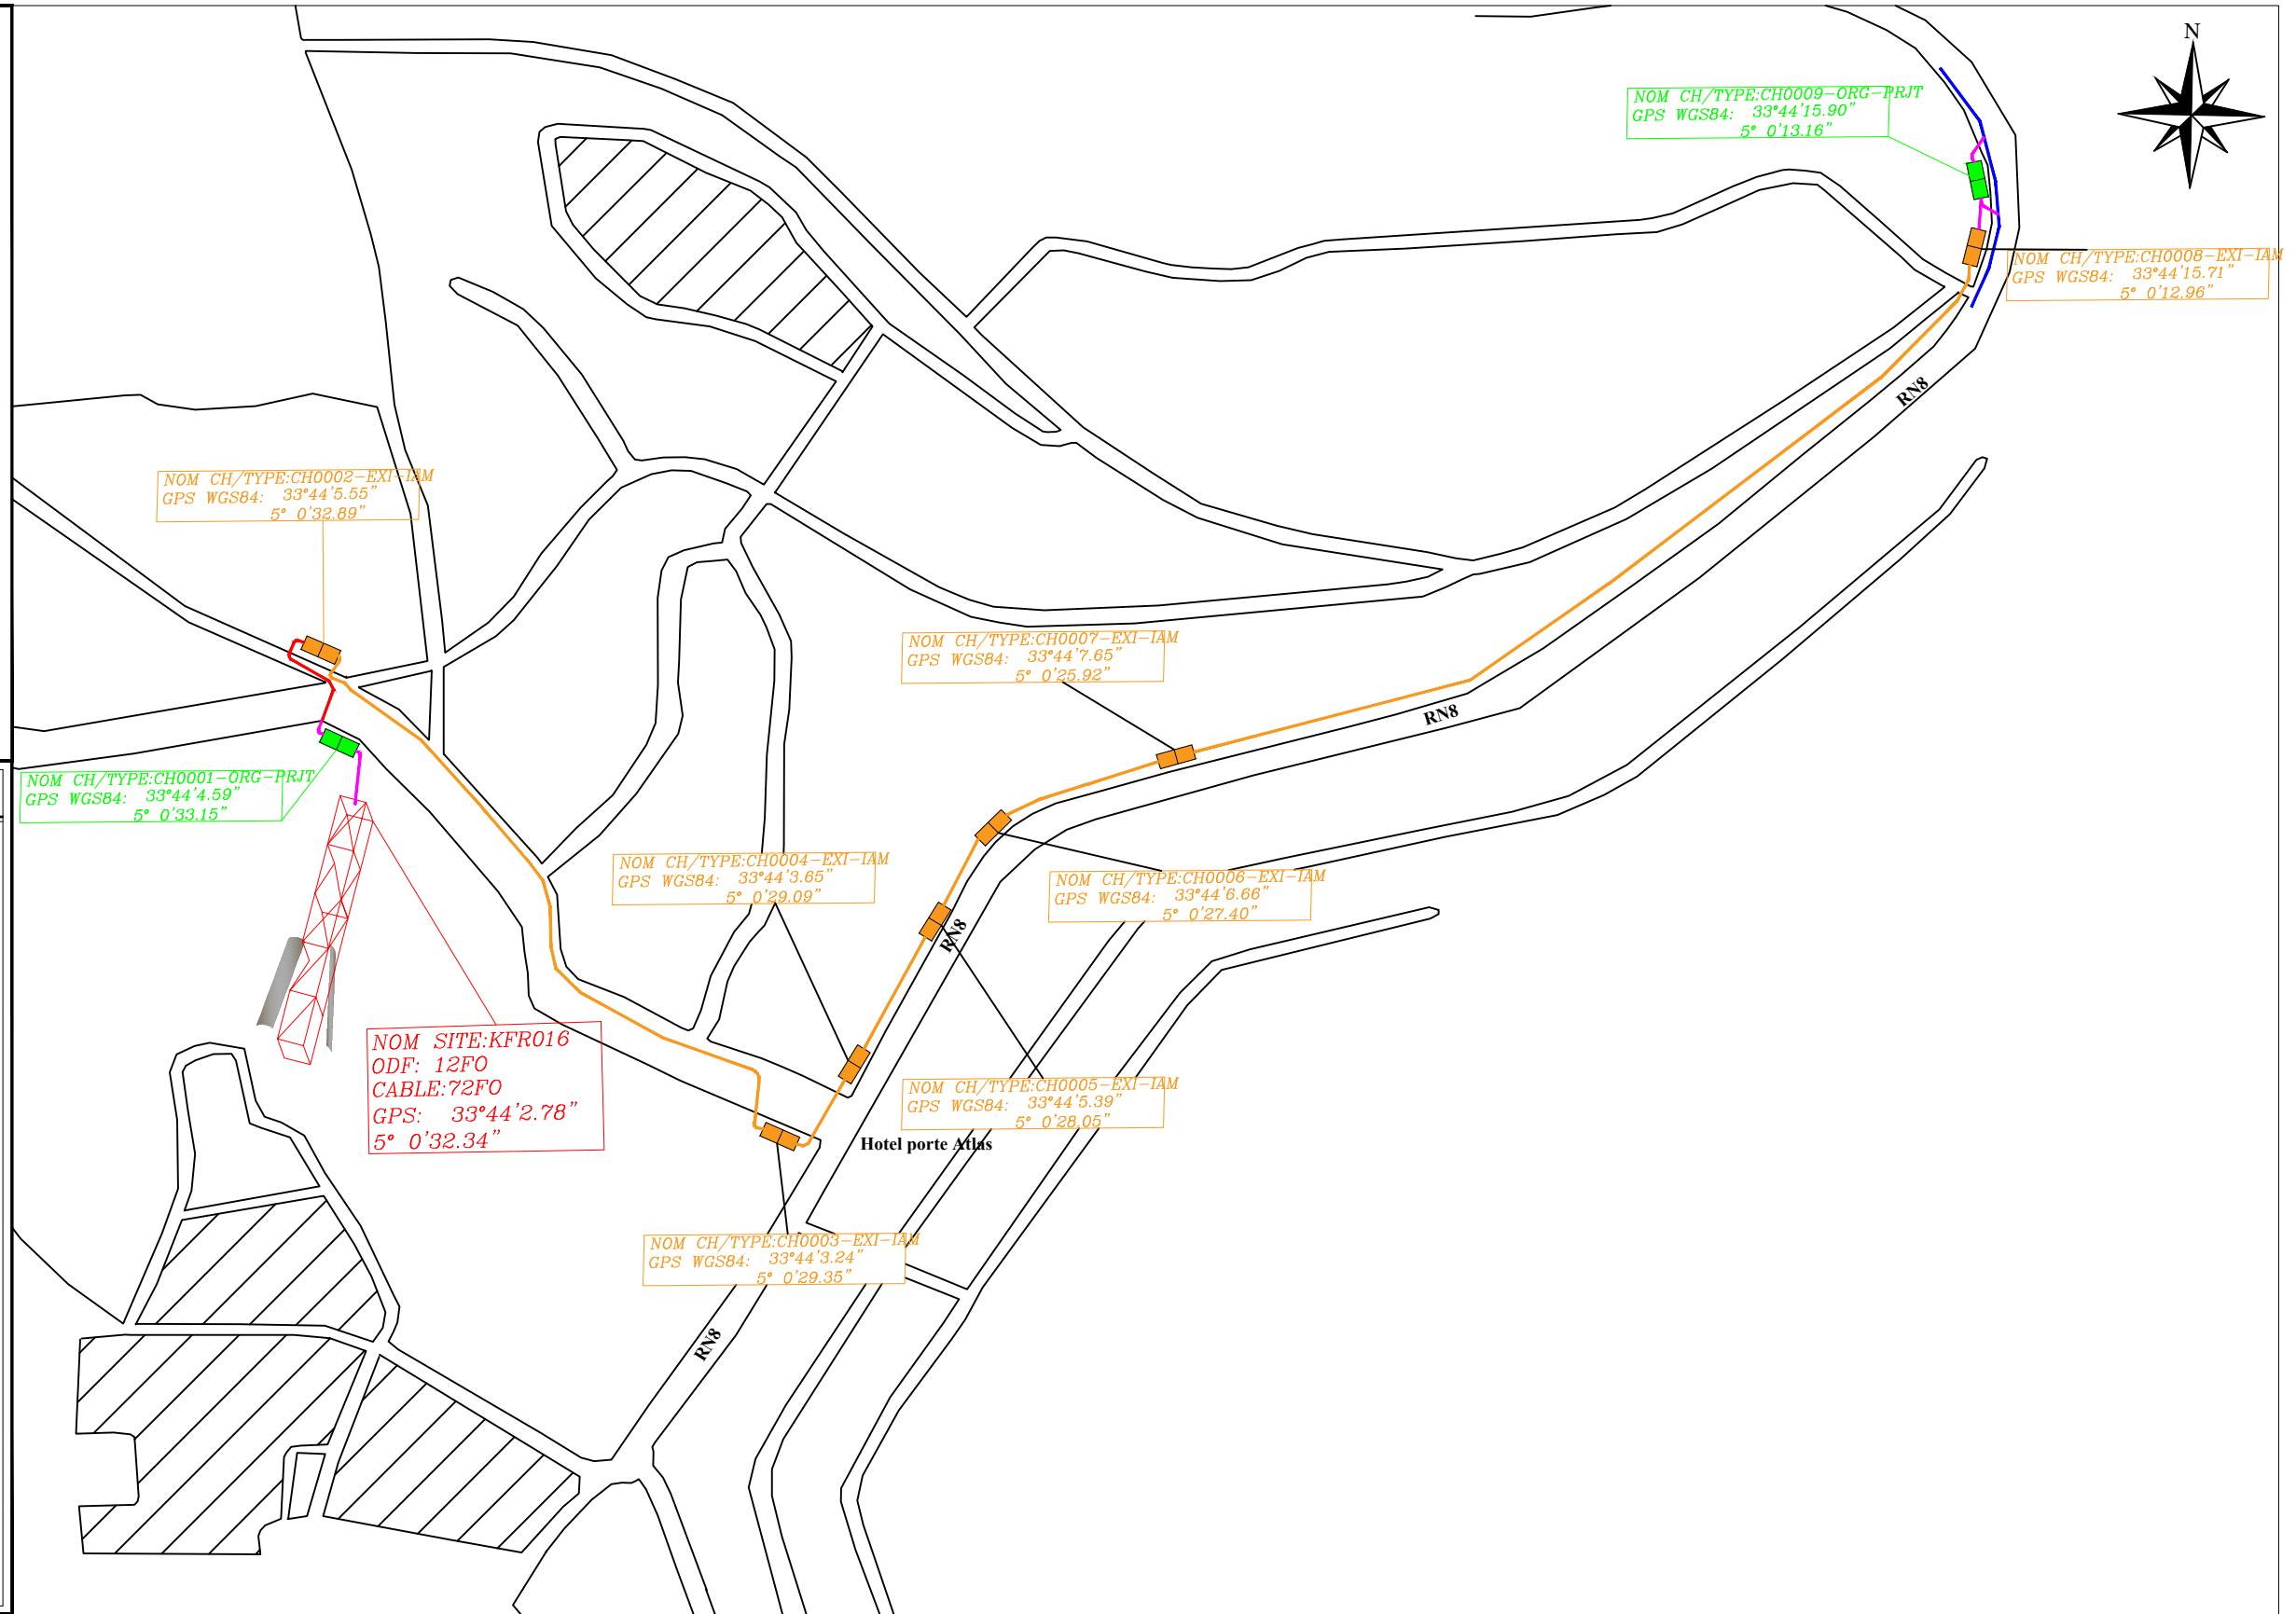 N
NOM CH/TYPE:CH0009-ORG-PRJT
GPS WGS84: 33°44'15.90"
5° 0'13.16"
NOM CH/TYPE:CH0008-EXI-IAM
GPS WGS84: 33°44'15.71"
5° 0'12.96"
RN8
NOM CH/TYPE:CH0002-EXI-IAM
GPS WGS84: 33°44'5.55"
5° 0'32.89"
NOM CH/TYPE:CH0007-EXI-IAM
GPS WGS84: 33°44'7.65"
5° 0'25.92"
RN8
NOM CH/TYPE:CH0001-ORG-PRJT
GPS WGS84: 33°44'4.59"
5° 0'33.15"
NOM CH/TYPE:CH0004-EXI-IAM
GPS WGS84: 33°44'3.65"
5° 0'29.09"
NOM CH/TYPE:CH0006-EXI-IAM
GPS WGS84: 33°44'6.66"
5° 0'27.40"
RN8
NOM SITE:KFR016
ODF: 12FO
CABLE:72FO
GPS: 33°44'2.78"
5° 0'32.34"
NOM CH/TYPE:CH0005-EXI-IAM
GPS WGS84: 33°44'5.39"
5° 0'28.05"
Hotel porte Atlas
NOM CH/TYPE:CH0003-EXI-IAM
GPS WGS84: 33°44'3.24"
5° 0'29.35"
RN8